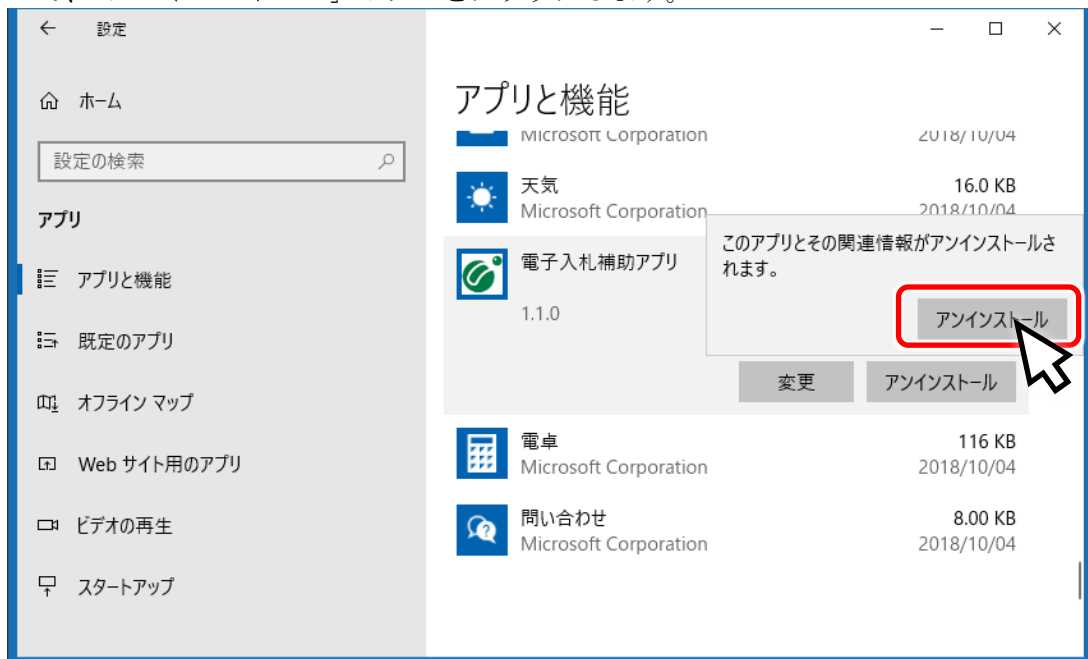 設定
ホーム
設定の検索
アプリ
アプリと機能
既定のアプリ
オフライン マップ
Web サイト用のアプリ
ビデオの再生
スタートアップ
アプリと機能
Microsoft Corporation 2018/10/04
天気 16.0 KB
Microsoft Corporation 2018/10/04
電子入札補助アプリ
1.1.0
このアプリとその関連情報がアンインストールさ
れます。
アンインストール
変更 アンインストール
電卓 116 KB
Microsoft Corporation 2018/10/04
問い合わせ 8.00 KB
Microsoft Corporation 2018/10/04